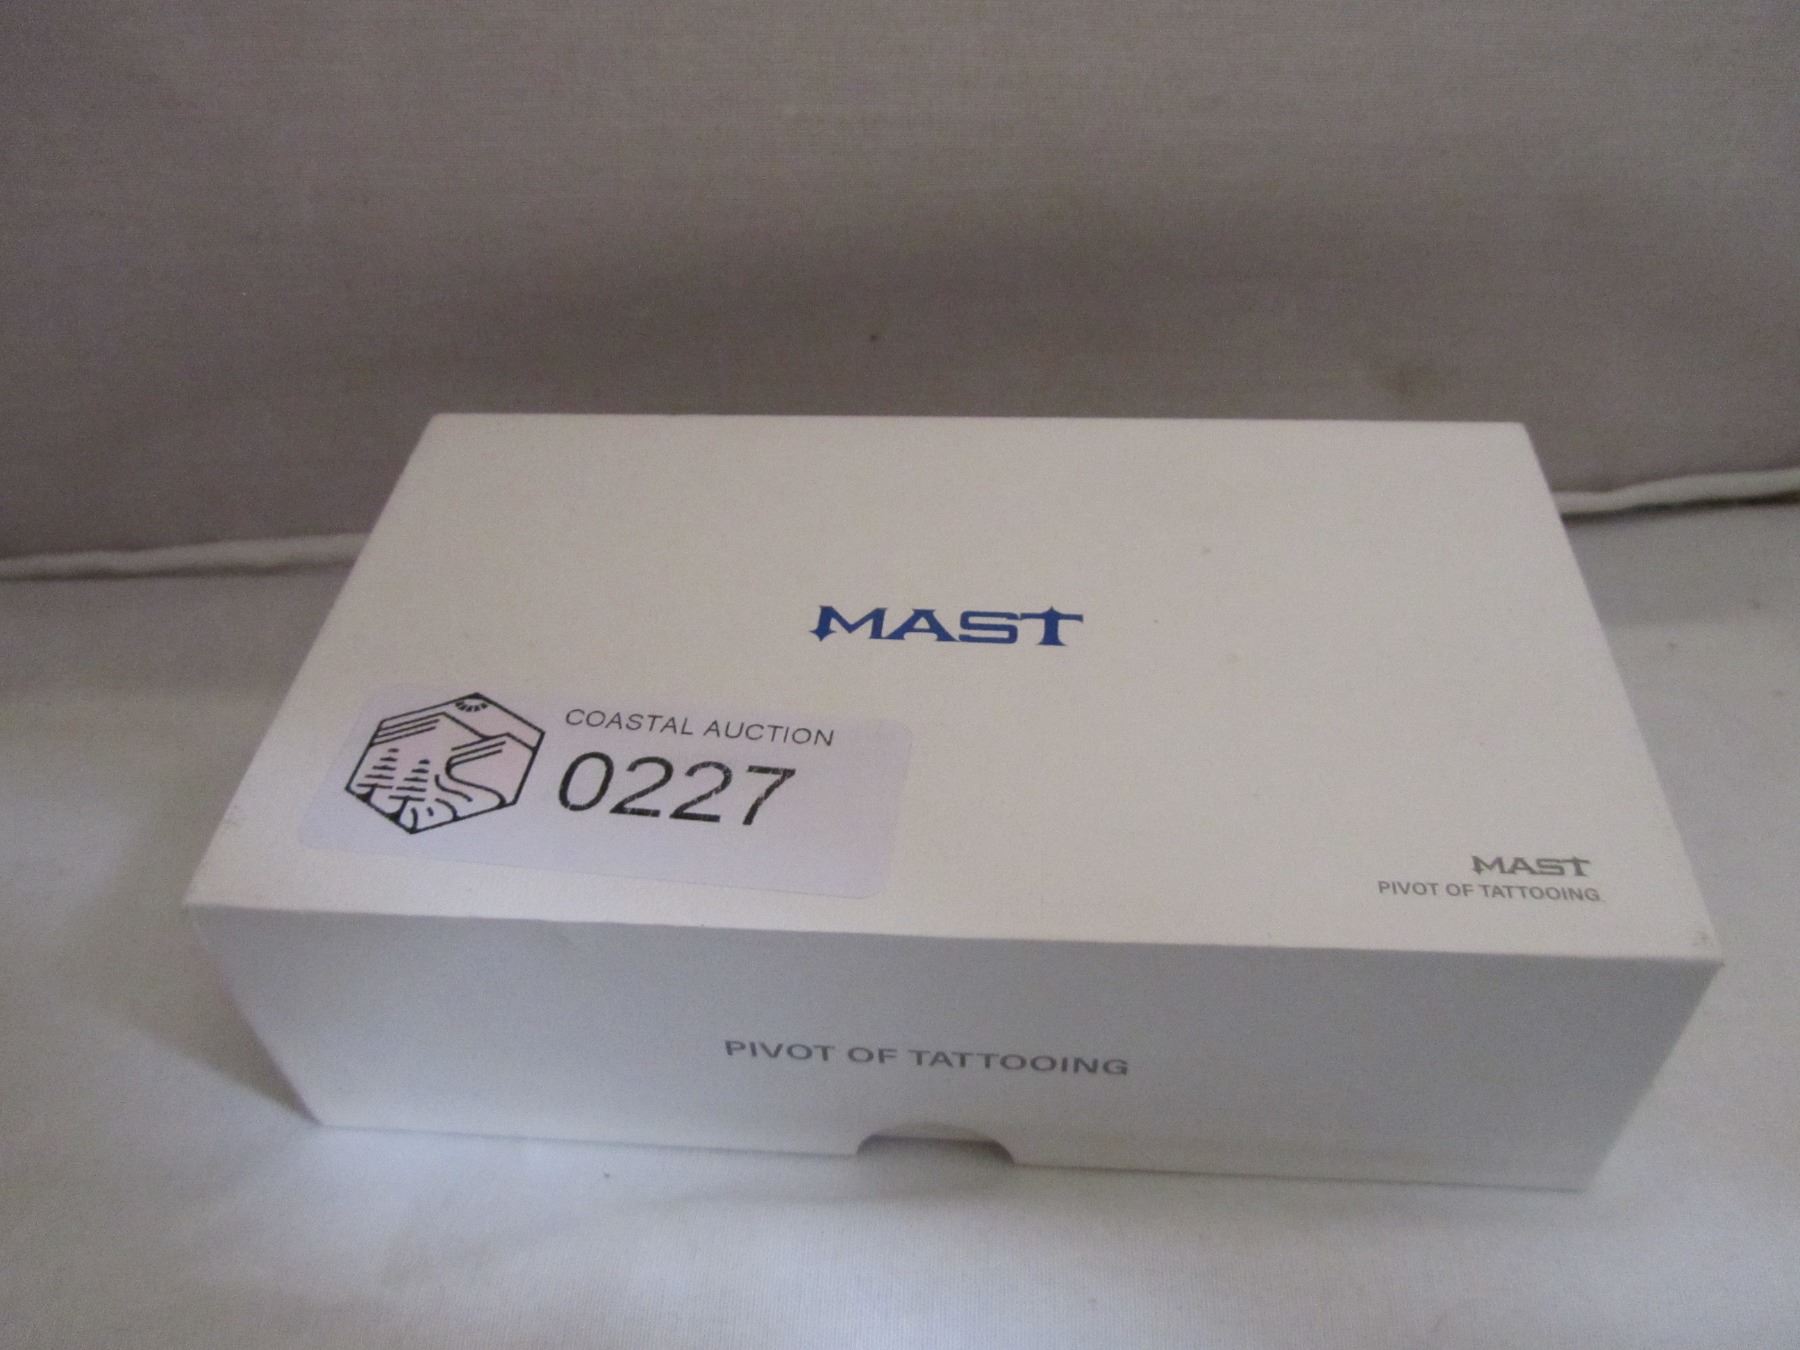 MAST
COASTAL AUCTION
0227
MAST
PIVOT OF TATTOOING
PIVOT OF TATTOOING